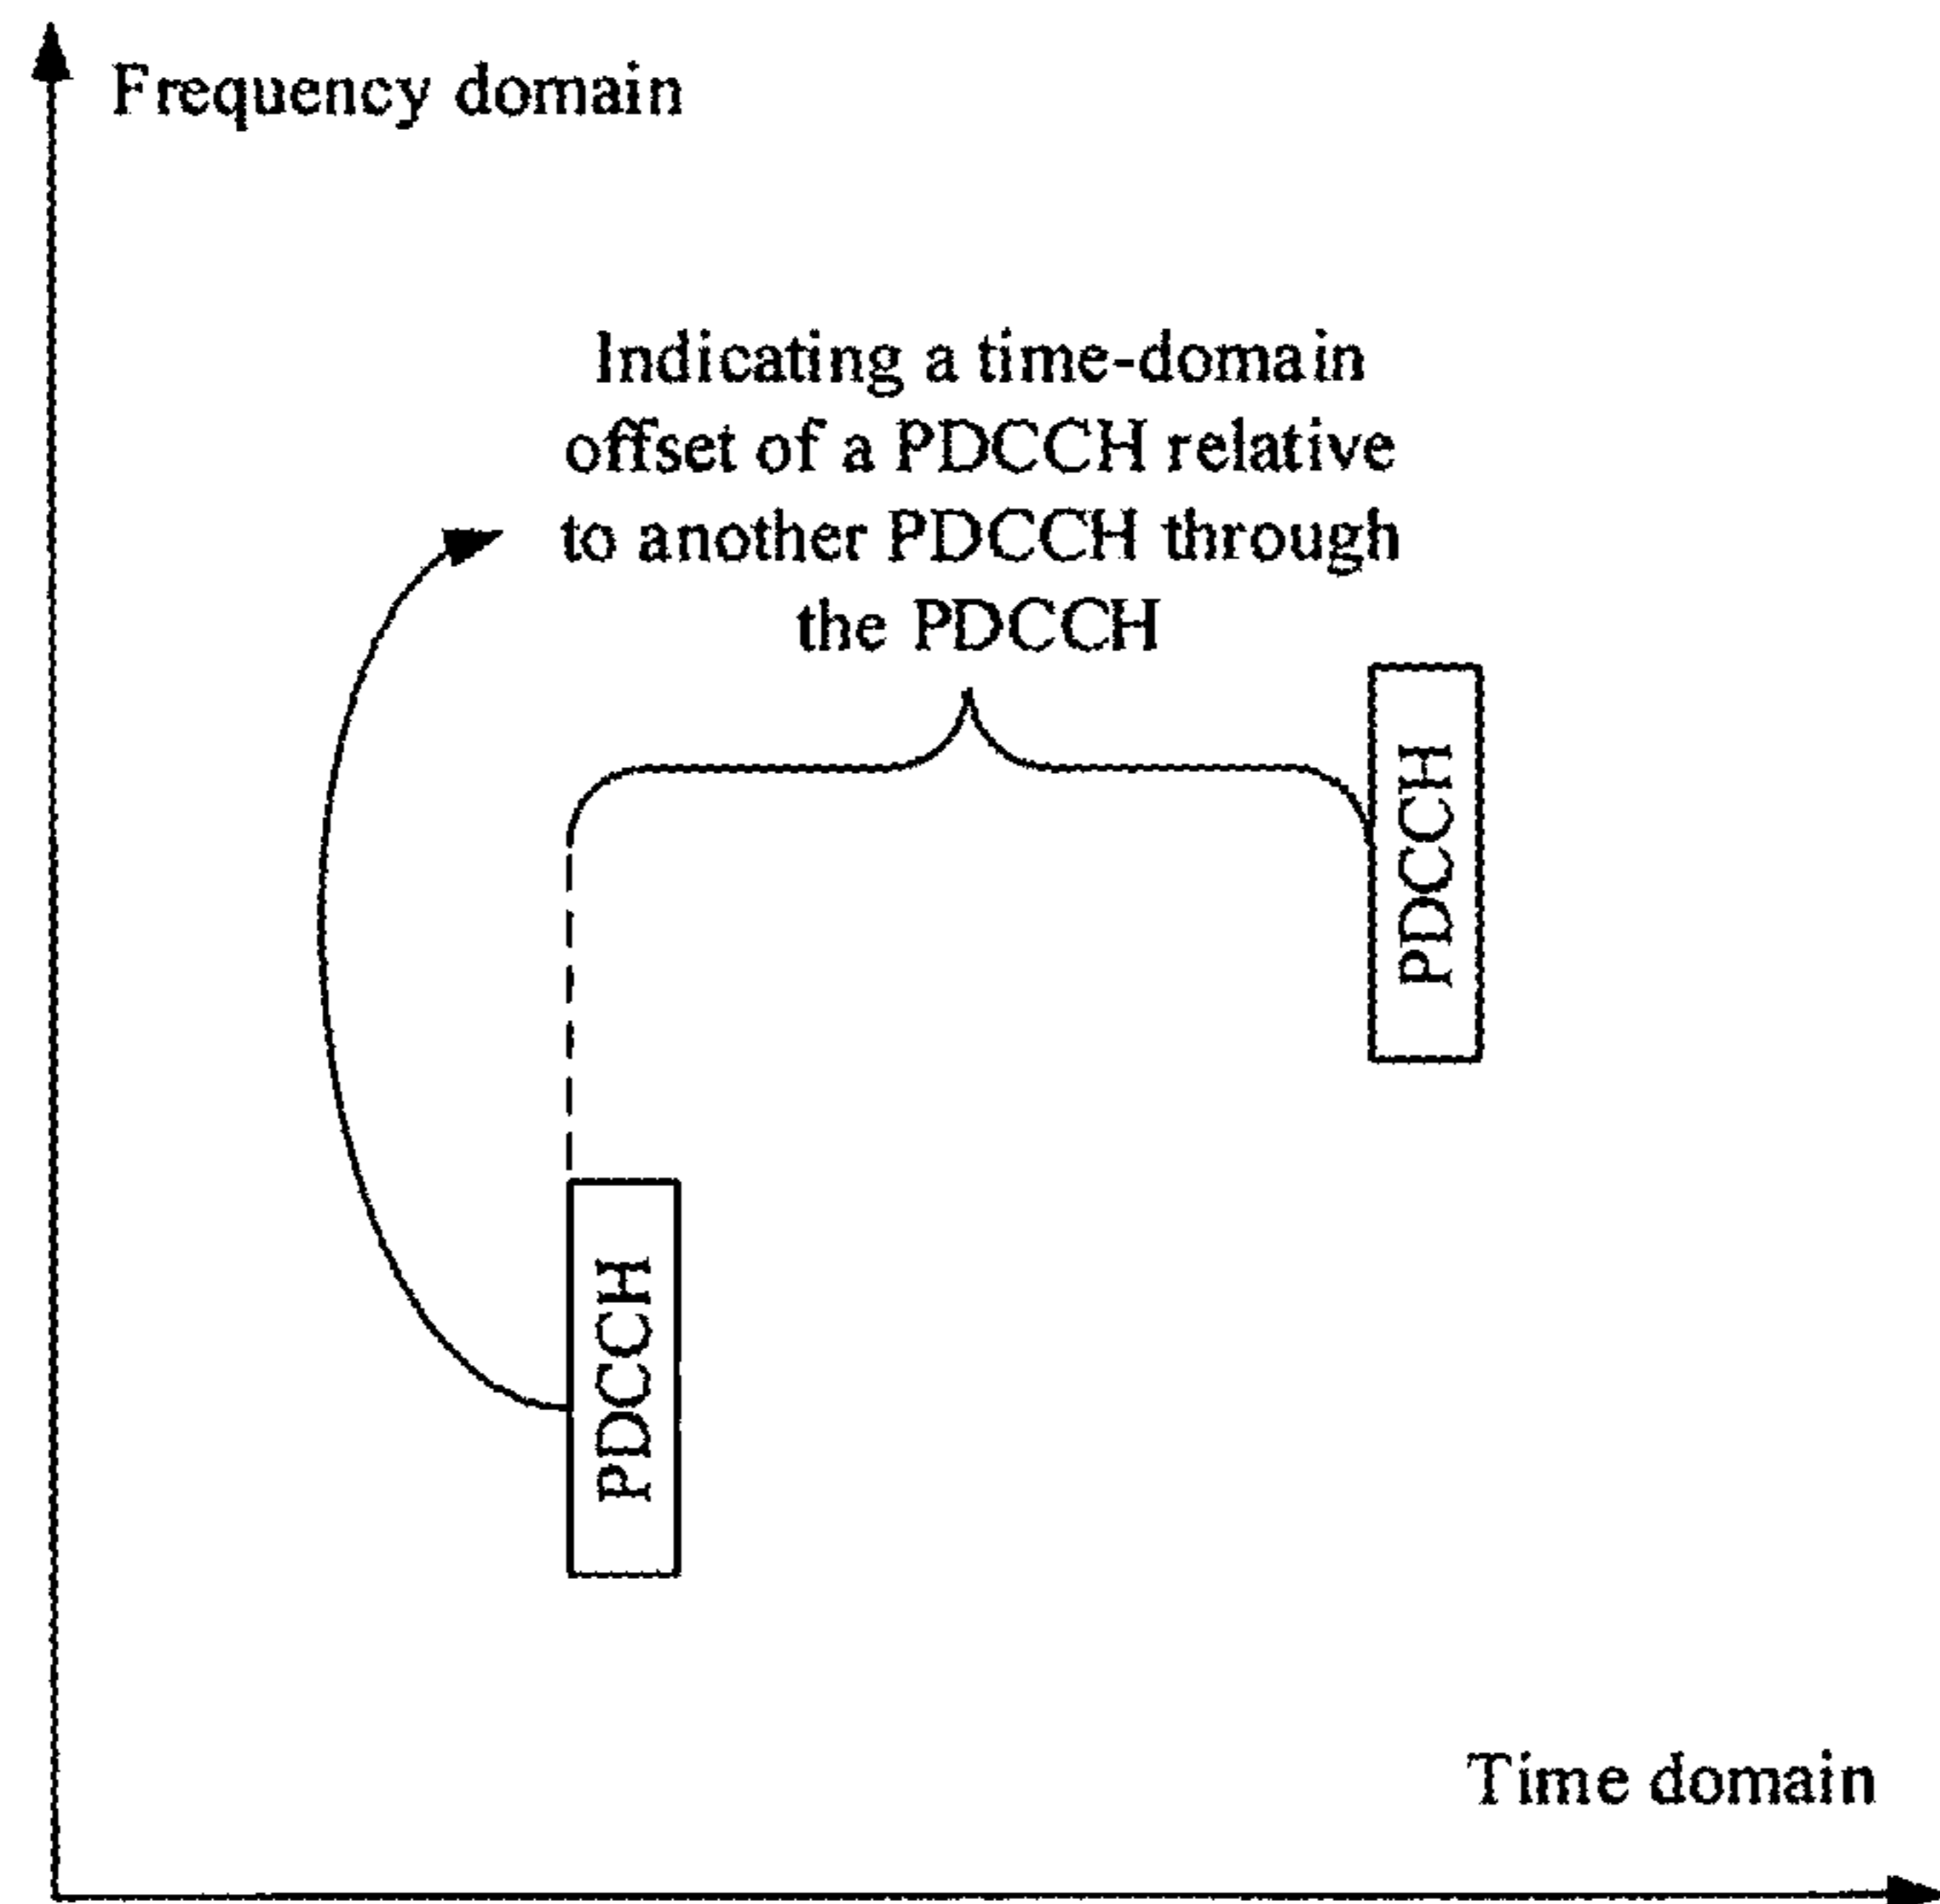 Frequency domain
Indicating a time-domain
offset of a PDCCH relative
to another PDCCH through
the PDCCH
PDCCH
PDCCH
Time domain